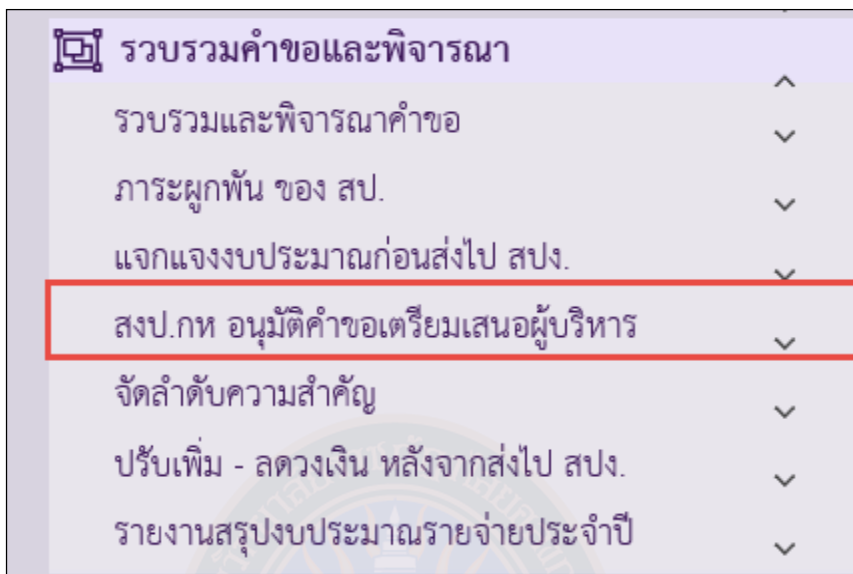 รวบรวมคำขอและพิจารณา
รวบรวมและพิจารณาคำขอ
ภาระผูกพัน ของ สป.
แจกแจงงบประมาณก่อนส่งไป สปง.
สงป.กห อนุมัติคำขอเตรียมเสนอผู้บริหาร
จัดลำดับความสำคัญ
ปรับเพิ่ม - ลดวงเงิน หลังจากส่งไป สปง.
รายงานสรุปงบประมาณรายจ่ายประจำปี